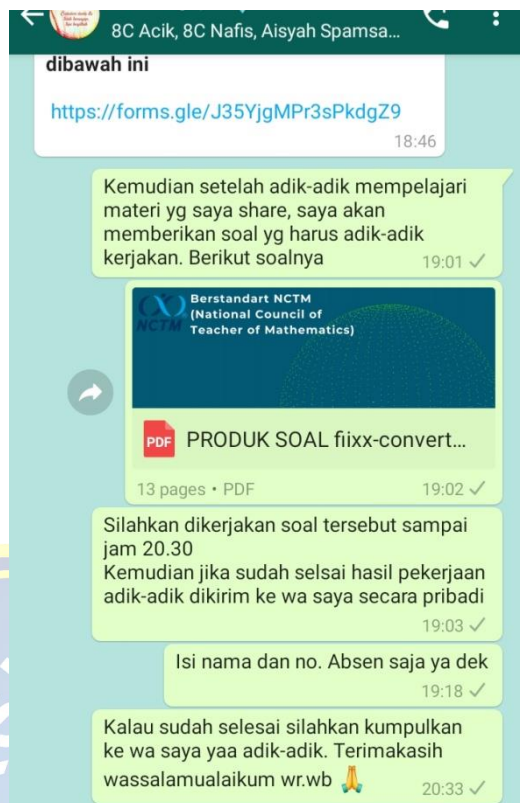 8C Acik, 8C Nafis, Aisyah Spamsa...
dibawah ini
https://forms.gle/J35YjgMPr3sPkdgZ9
18:46
Kemudian setelah adik-adik mempelajari
materi yg saya share, saya akan
memberikan soal yg harus adik-adik
kerjakan. Berikut soalnya
19:01
NCTM
Berstandart NCTM
(National Council of
Teacher of Mathematics)
PDF
PRODUK SOAL fiixx-convert...
13 pages • PDF
19:02
Silahkan dikerjakan soal tersebut sampai
jam 20.30
Kemudian jika sudah selsai hasil pekerjaan
adik-adik dikirim ke wa saya secara pribadi
19:03
Isi nama dan no. Absen saja ya dek
19:18
Kalau sudah selesai silahkan kumpulkan
ke wa saya yaa adik-adik. Terimakasih
wassalamualaikum wr.wb 🙏
20:33